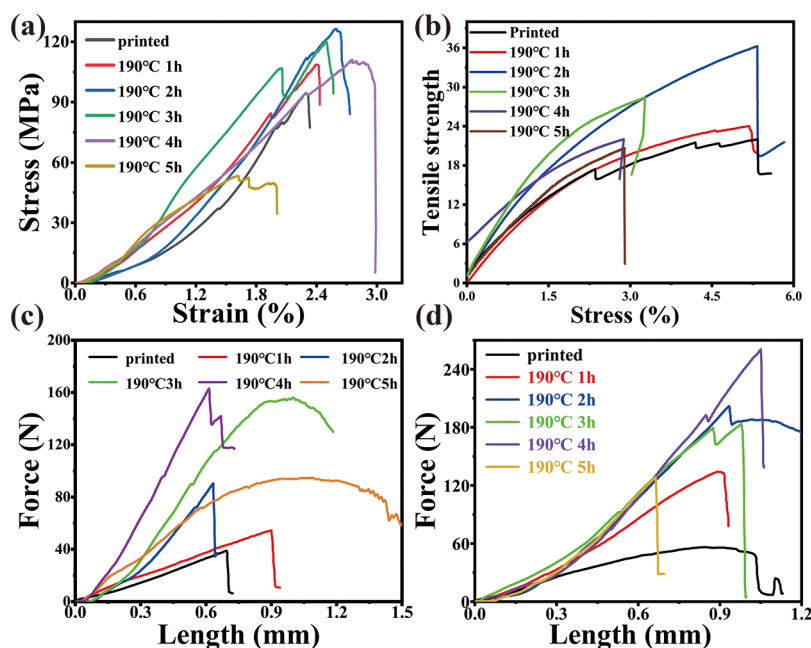 (a)
Stress (MPa)
150
120
90
60
30
0
printed
190℃ 1h
190℃ 2h
190℃ 3h
190℃ 4h
190℃ 5h
0.0 0.6 1.2 1.8 2.4 3.0
Strain (%)
(b)
Tensile strength
36
30
24
18
12
6
0
Printed
190℃ 1h
190℃ 2h
190℃ 3h
190℃ 4h
190℃ 5h
0.0 1.5 3.0 4.5 6.0
Stress (%)
(c)
Force (N)
200
160
120
80
40
0
printed 190℃1h 190℃2h
190℃3h 190℃4h 190℃5h
0.0 0.3 0.6 0.9 1.2 1.5
Length (mm)
(d)
Force (N)
240
180
120
60
0
printed
190℃ 1h
190℃ 2h
190℃ 3h
190℃ 4h
190℃ 5h
0.0 0.3 0.6 0.9 1.2
Length (mm)